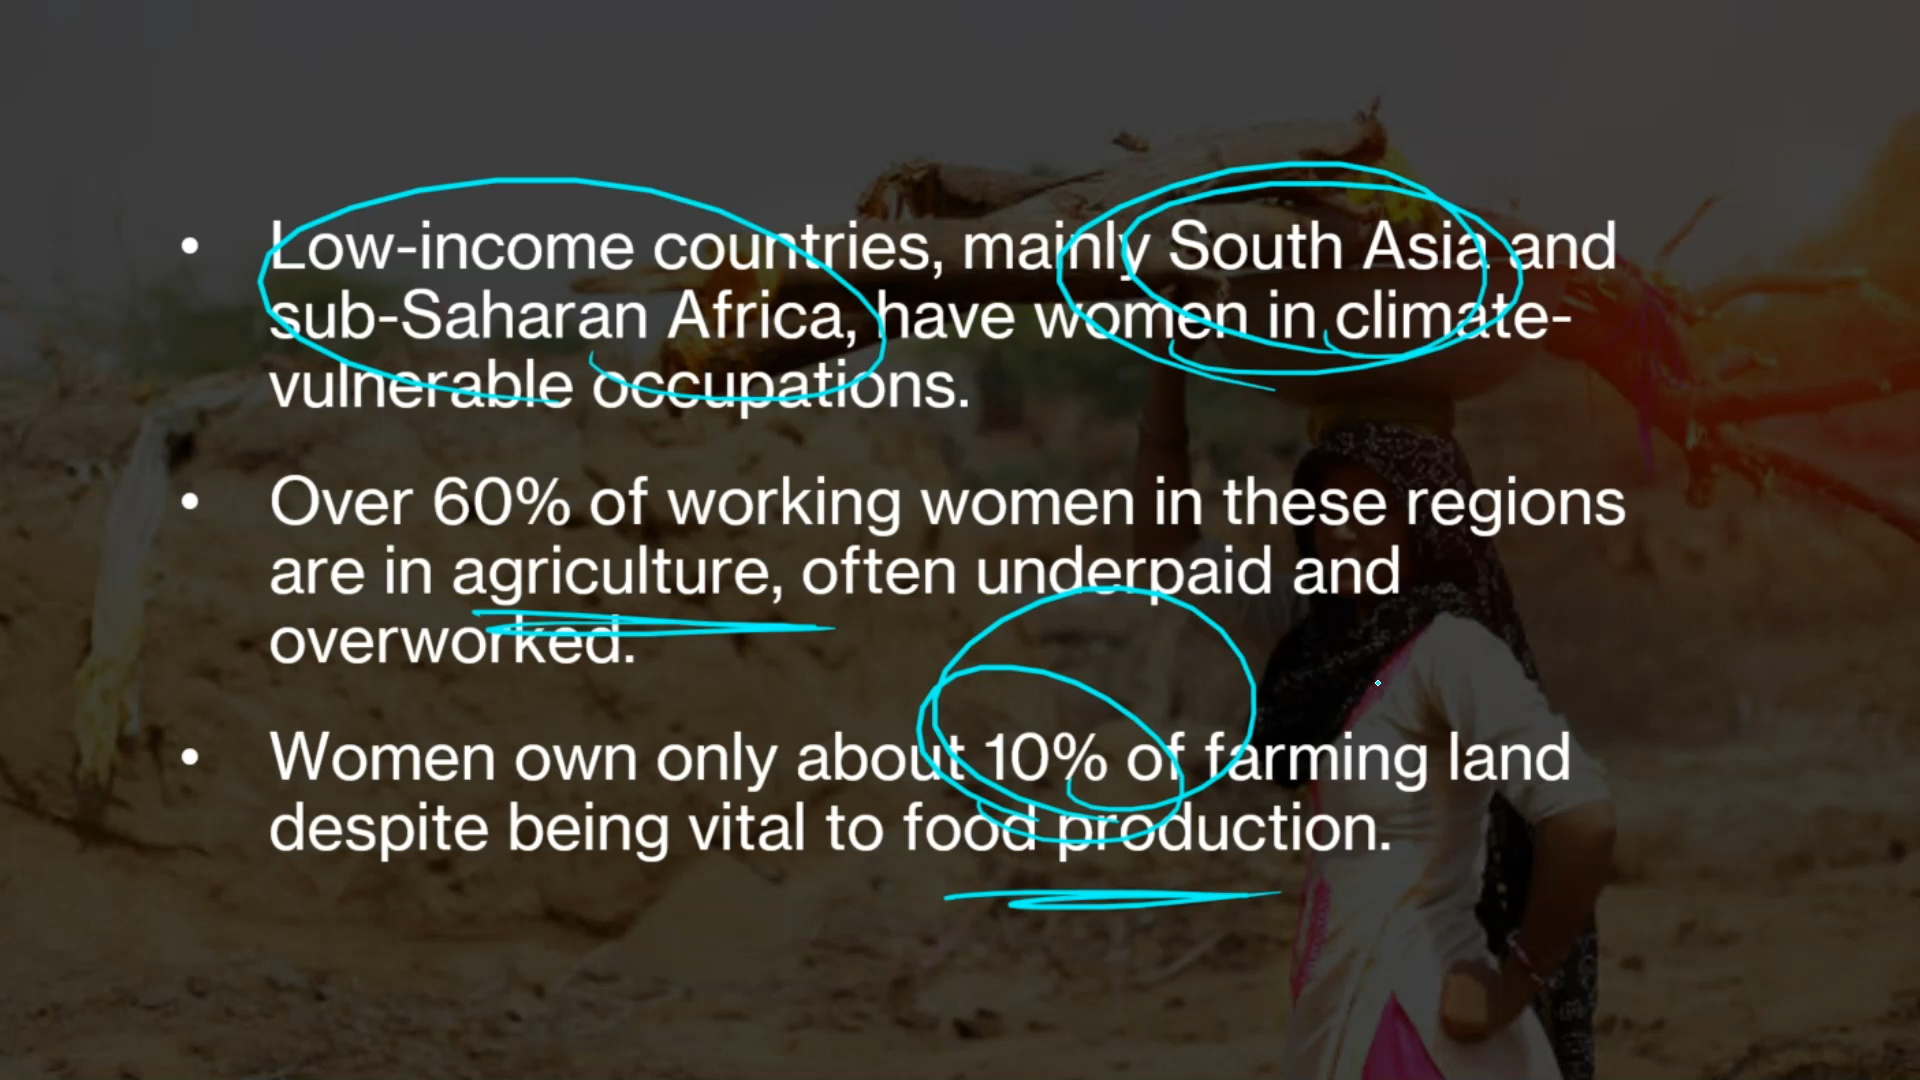 • Low-income countries, mainly South Asia and
sub-Saharan Africa, have women in climate-
vulnerable occupations.
• Over 60% of working women in these regions
are in agriculture, often underpaid and
overworked.
• Women own only about 10% of farming land
despite being vital to food production.